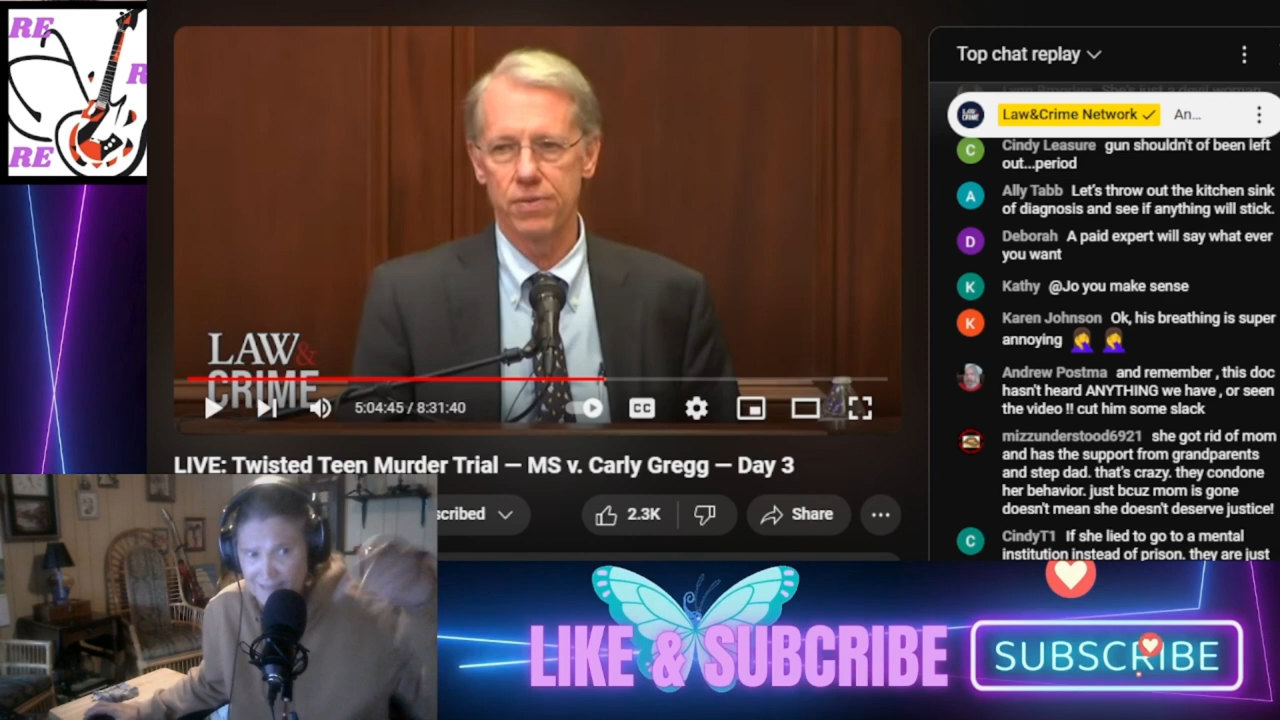 RE
R
RE
LAW&
CRIME
5:04:45 / 8:31:40
CC
LIVE: Twisted Teen Murder Trial — MS v. Carly Gregg — Day 3
scribed
2.3K
Share
Top chat replay
Law&Crime Network
An...
Cindy Leasure gun shouldn't of been left
out...period
Ally Tabb Let's throw out the kitchen sink
of diagnosis and see if anything will stick.
Deborah A paid expert will say what ever
you want
Kathy @Jo you make sense
Karen Johnson Ok, his breathing is super
annoying
Andrew Postma and remember , this doc
hasn't heard ANYTHING we have , or seen
the video !! cut him some slack
mizzunderstood6921 she got rid of mom
and has the support from grandparents
and step dad. that's crazy. they condone
her behavior. just bcuz mom is gone
doesn't mean she doesn't deserve justice!
CindyT1 If she lied to go to a mental
institution instead of prison. they are just
LIKE & SUBCRIBE
SUBSCRIBE